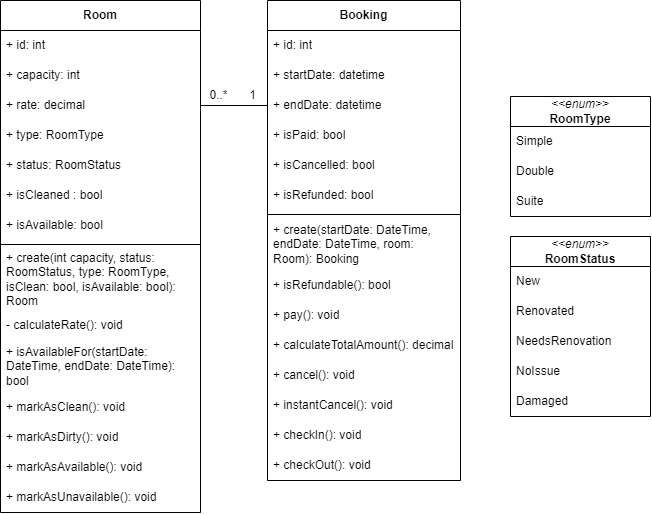 Room
+ id: int
+ capacity: int
+ rate: decimal
+ type: RoomType
+ status: RoomStatus
+ isCleaned : bool
+ isAvailable: bool
+ create(int capacity, status:
RoomStatus, type: RoomType,
isClean: bool, isAvailable: bool):
Room
- calculateRate(): void
+ isAvailableFor(startDate:
DateTime, endDate: DateTime):
bool
+ markAsClean(): void
+ markAsDirty(): void
+ markAsAvailable(): void
+ markAsUnavailable(): void
0..*
1
Booking
+ id: int
+ startDate: datetime
+ endDate: datetime
+ isPaid: bool
+ isCancelled: bool
+ isRefunded: bool
+ create(startDate: DateTime,
endDate: DateTime, room:
Room): Booking
+ isRefundable(): bool
+ pay(): void
+ calculateTotalAmount(): decimal
+ cancel(): void
+ instantCancel(): void
+ checkIn(): void
+ checkOut(): void
<<enum>>
RoomType
Simple
Double
Suite
<<enum>>
RoomStatus
New
Renovated
NeedsRenovation
NoIssue
Damaged